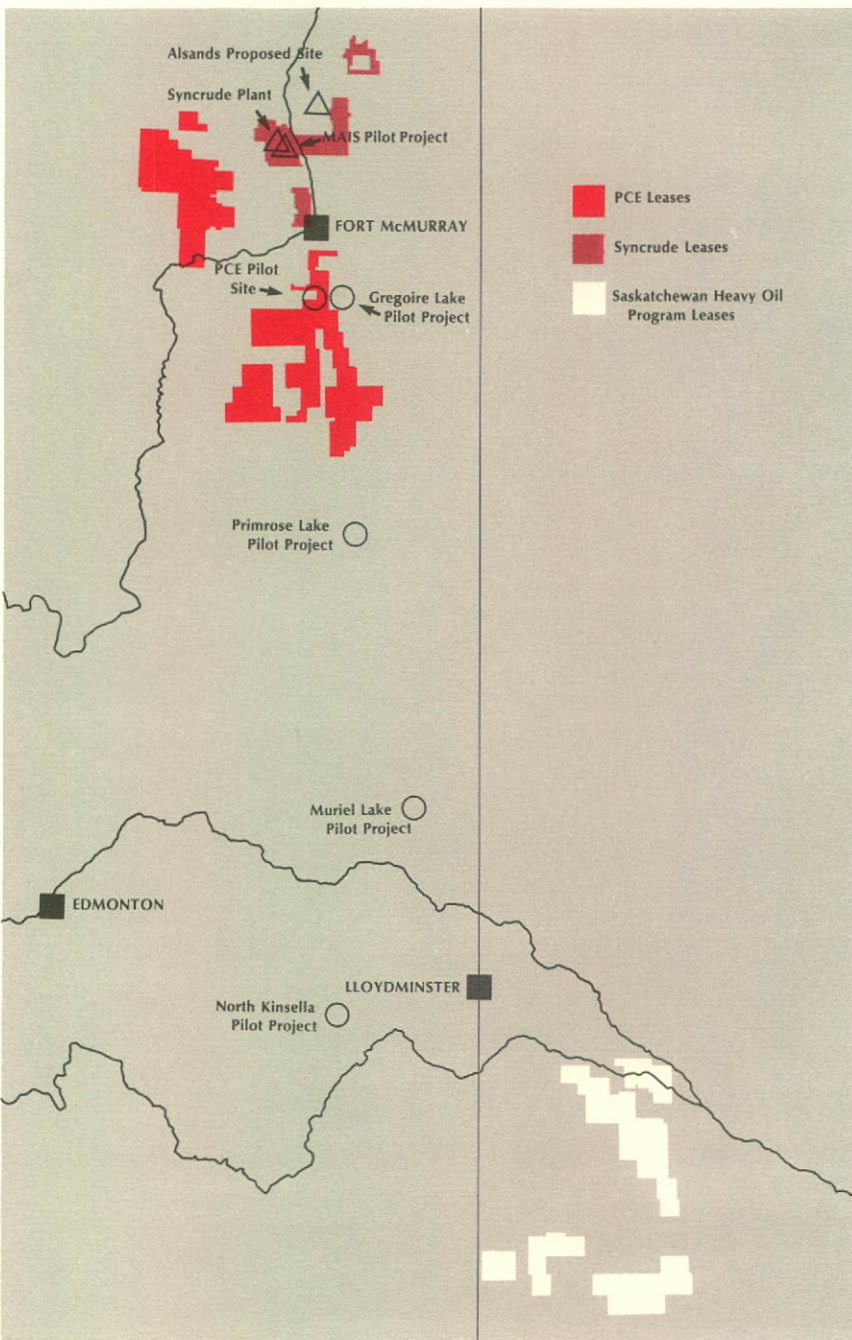 Alsands Proposed Site
Syncrude Plant
MAIS Pilot Project
FORT McMURRAY
PCE Pilot
Site
Gregoire Lake
Pilot Project
PCE Leases
Syncrude Leases
Saskatchewan Heavy Oil
Program Leases
Primrose Lake
Pilot Project
Muriel Lake
Pilot Project
EDMONTON
LLOYDMINSTER
North Kinsella
Pilot Project